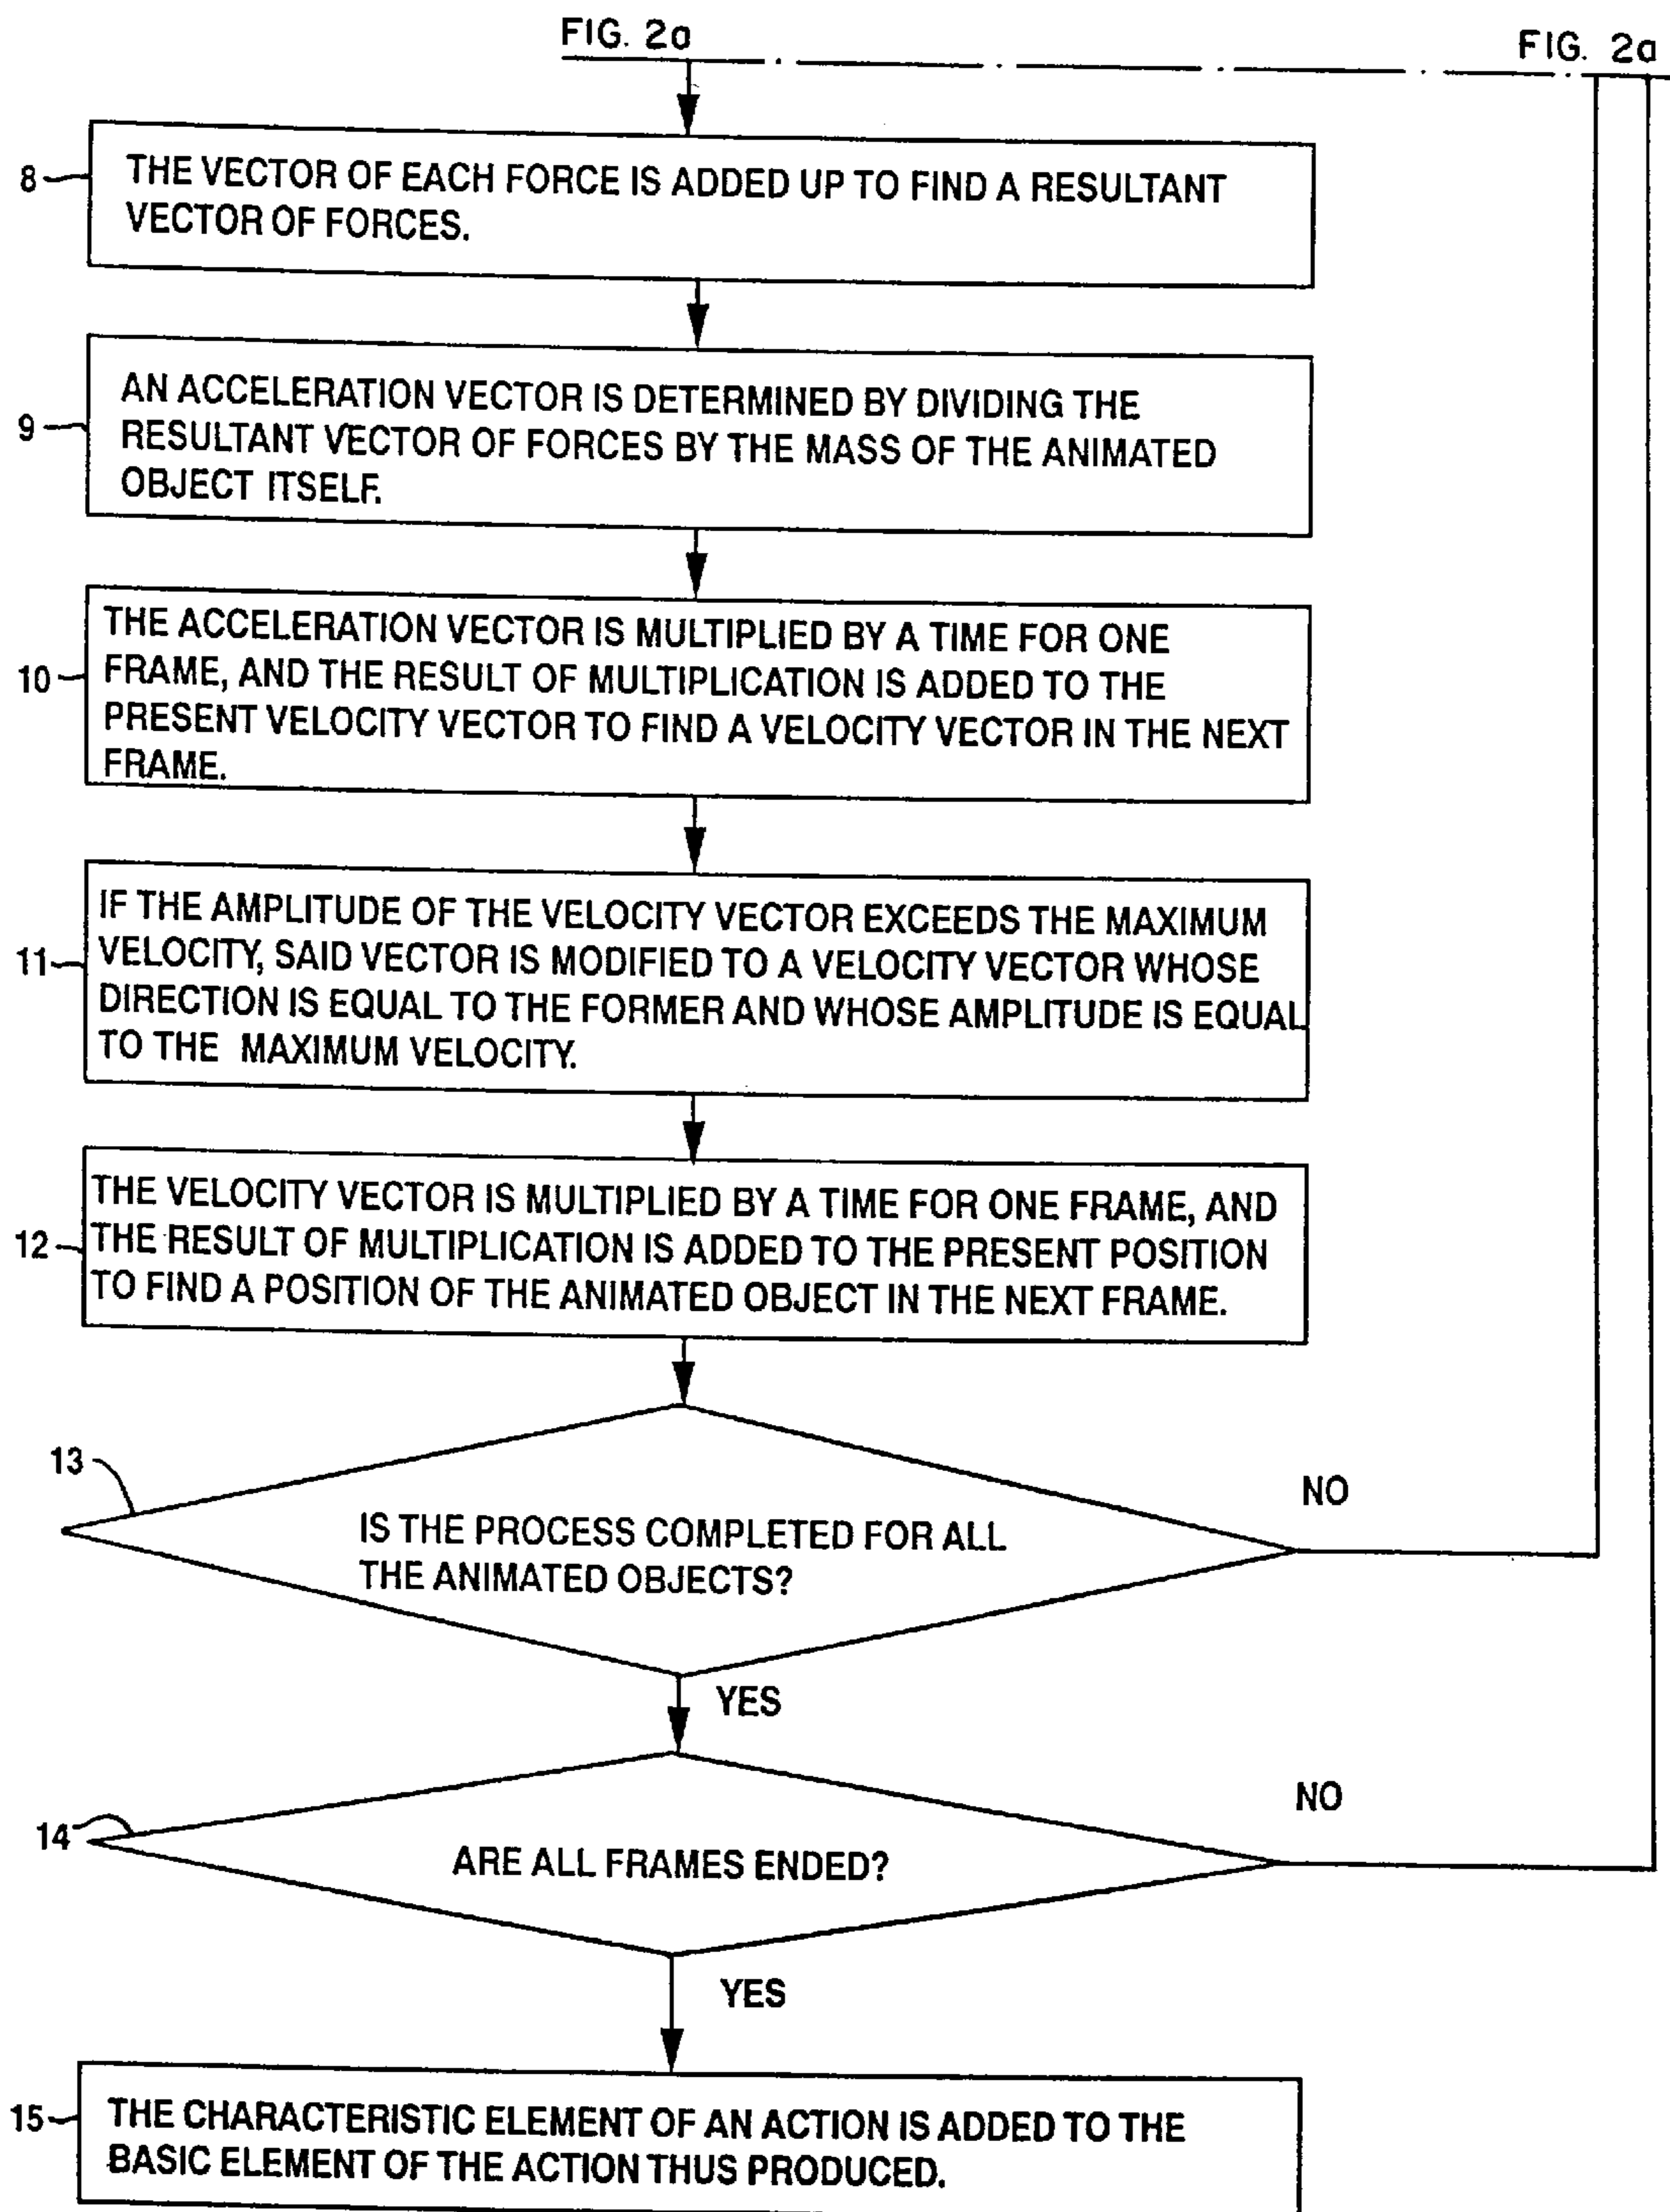 FIG. 2a
FIG. 2a
8
THE VECTOR OF EACH FORCE IS ADDED UP TO FIND A RESULTANT
VECTOR OF FORCES.
9
AN ACCELERATION VECTOR IS DETERMINED BY DIVIDING THE
RESULTANT VECTOR OF FORCES BY THE MASS OF THE ANIMATED
OBJECT ITSELF.
10
THE ACCELERATION VECTOR IS MULTIPLIED BY A TIME FOR ONE
FRAME, AND THE RESULT OF MULTIPLICATION IS ADDED TO THE
PRESENT VELOCITY VECTOR TO FIND A VELOCITY VECTOR IN THE NEXT
FRAME.
11
IF THE AMPLITUDE OF THE VELOCITY VECTOR EXCEEDS THE MAXIMUM
VELOCITY, SAID VECTOR IS MODIFIED TO A VELOCITY VECTOR WHOSE
DIRECTION IS EQUAL TO THE FORMER AND WHOSE AMPLITUDE IS EQUAL
TO THE MAXIMUM VELOCITY.
12
THE VELOCITY VECTOR IS MULTIPLIED BY A TIME FOR ONE FRAME, AND
THE RESULT OF MULTIPLICATION IS ADDED TO THE PRESENT POSITION
TO FIND A POSITION OF THE ANIMATED OBJECT IN THE NEXT FRAME.
13
NO
IS THE PROCESS COMPLETED FOR ALL
THE ANIMATED OBJECTS?
YES
NO
14
ARE ALL FRAMES ENDED?
YES
15
THE CHARACTERISTIC ELEMENT OF AN ACTION IS ADDED TO THE
BASIC ELEMENT OF THE ACTION THUS PRODUCED.